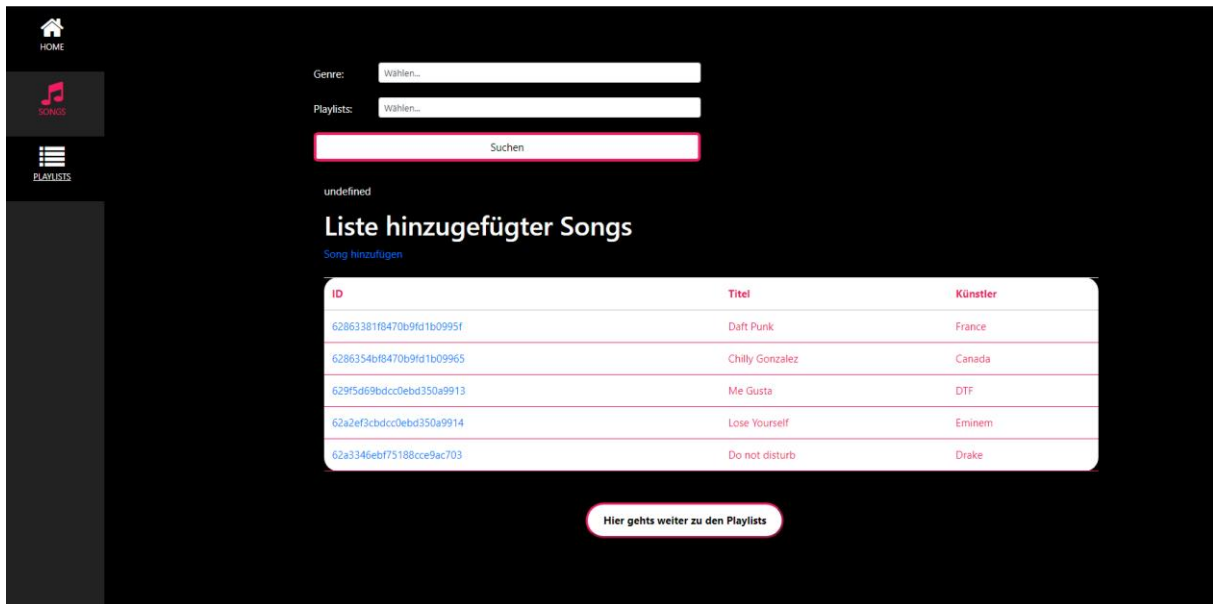 HOME
SONGS
PLAYLISTS
Genre: Wählen...
Playlists: Wählen...
Suchen
undefined
Liste hinzugefügter Songs
Song hinzufügen
ID Titel Künstler
62863381f8470b9fd1b0995f Daft Punk France
6286354bf8470b9fd1b09965 Chilly Gonzalez Canada
629f5d69bdcc0ebd350a9913 Me Gusta DTF
62a2ef3cbdcc0ebd350a9914 Lose Yourself Eminem
62a3346ebf75188cce9ac703 Do not disturb Drake
Hier gehts weiter zu den Playlists